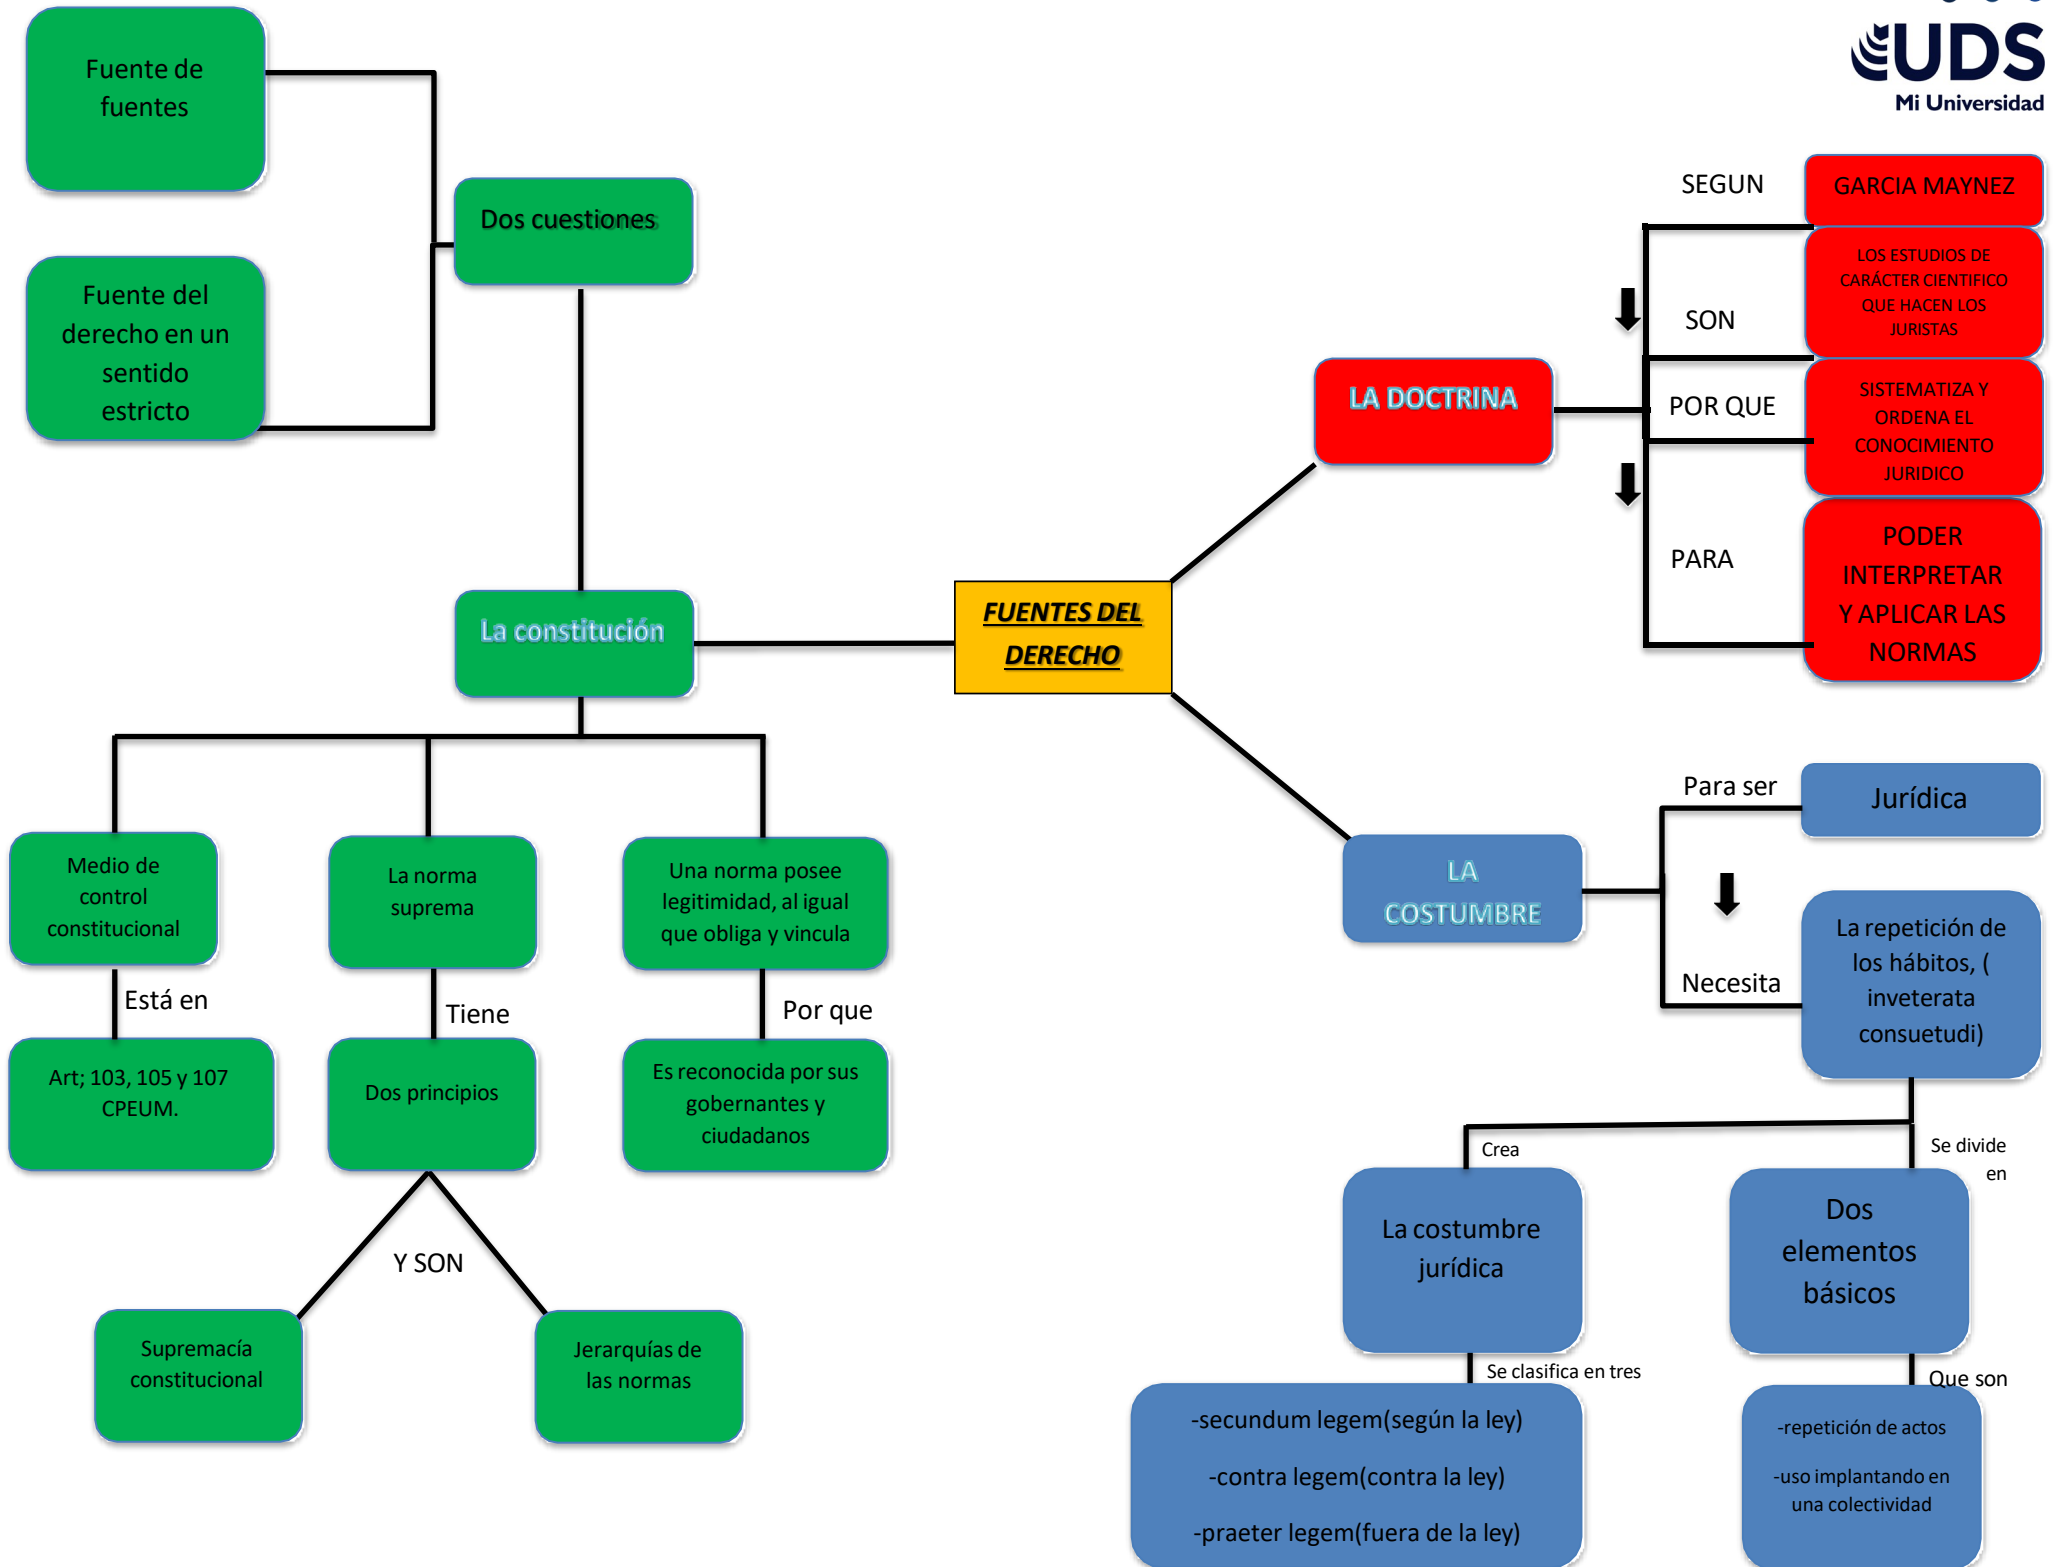 UDS
Mi Universidad
Fuente de
fuentes
Dos cuestiones
Fuente del
derecho en un
sentido
estricto
La constitución
FUENTES DEL
DERECHO
Medio de
control
constitucional
Está en
Art; 103, 105 y 107
CPEUM.
La norma
suprema
Tiene
Dos principios
Y SON
Supremacía
constitucional
Jerarquías de
las normas
Una norma posee
legitimidad, al igual
que obliga y vincula
Por que
Es reconocida por sus
gobernantes y
ciudadanos
LA DOCTRINA
SEGUN
GARCIA MAYNEZ
SON
LOS ESTUDIOS DE
CARÁCTER CIENTIFICO
QUE HACEN LOS
JURISTAS
POR QUE
SISTEMATIZA Y
ORDENA EL
CONOCIMIENTO
JURIDICO
PARA
PODER
INTERPRETAR
Y APLICAR LAS
NORMAS
LA
COSTUMBRE
Para ser
Jurídica
Necesita
La repetición de
los hábitos, (
inveterata
consuetudi)
Crea
La costumbre
jurídica
Se clasifica en tres
-secundum legem(según la ley)
-contra legem(contra la ley)
-praeter legem(fuera de la ley)
Se divide
en
Dos
elementos
básicos
Que son
-repetición de actos
-uso implantando en
una colectividad